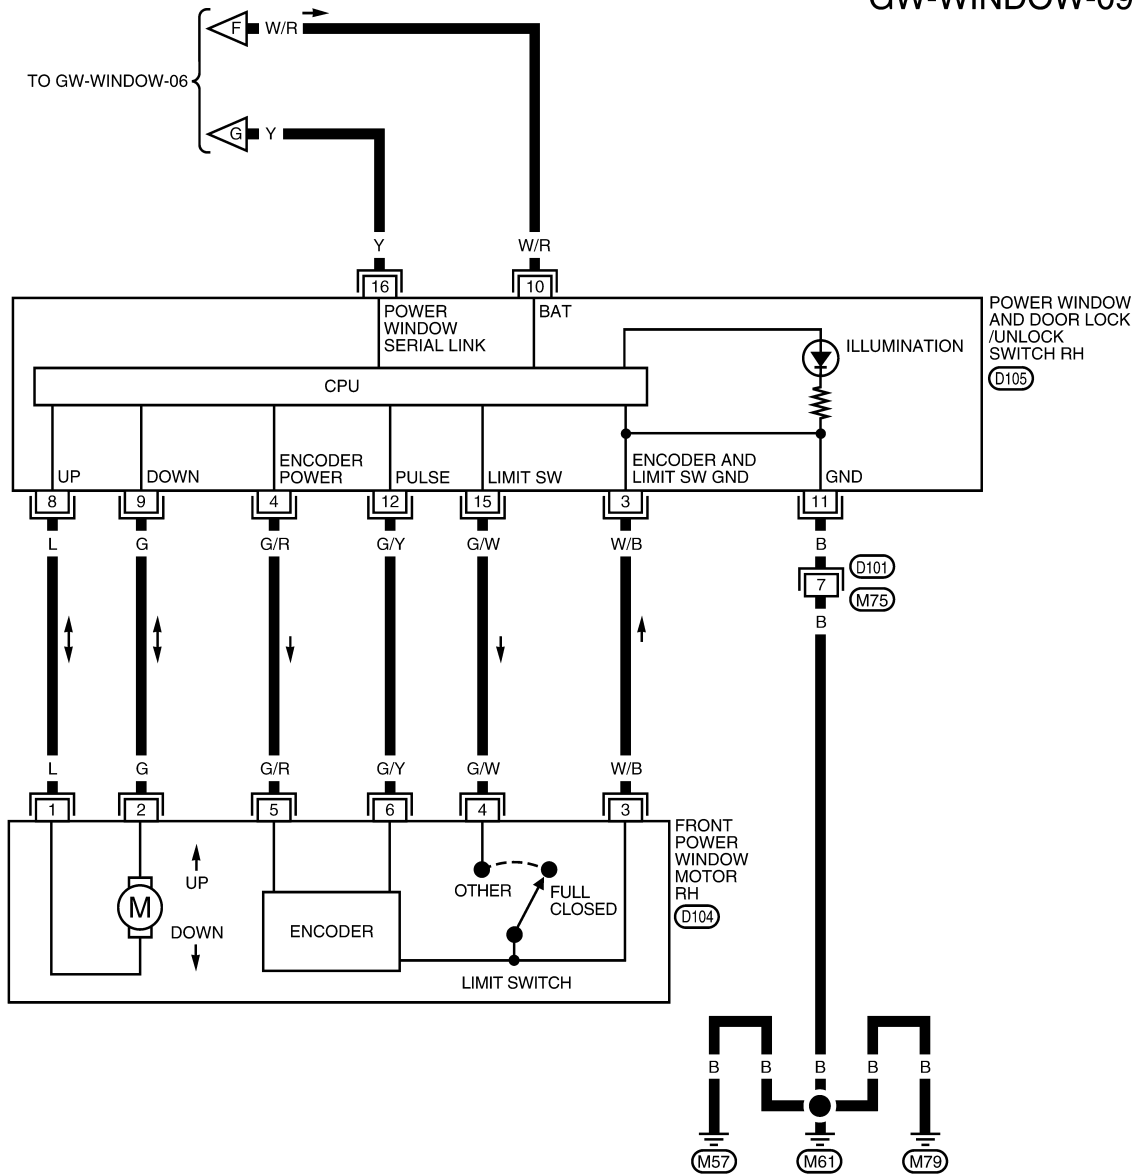 GW-WINDOW-09
F W/R
TO GW-WINDOW-06
G Y
Y W/R
16 10
POWER WINDOW SERIAL LINK
BAT
POWER WINDOW
AND DOOR LOCK
/UNLOCK
SWITCH RH
D105
ILLUMINATION
CPU
UP
DOWN
ENCODER
POWER
PULSE
LIMIT SW
ENCODER AND
LIMIT SW GND
GND
8 9 4 12 15 3 11
L G G/R G/Y G/W W/B B
D101
7
M75
B
L G G/R G/Y G/W W/B
1 2 5 6 4 3
FRONT
POWER
WINDOW
MOTOR
RH
D104
UP
M
DOWN
ENCODER
OTHER
FULL
CLOSED
LIMIT SWITCH
B B B B B
M57 M61 M79